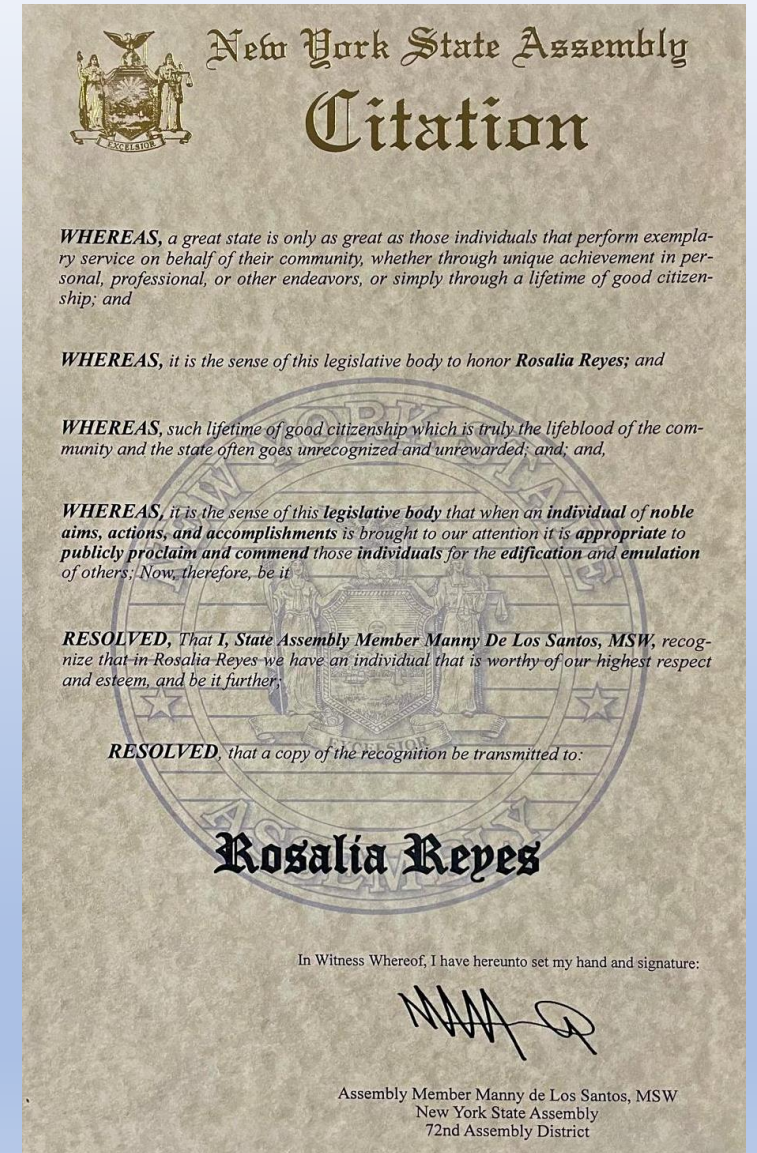 New York State Assembly
Citation
EXCELSIOR
WHEREAS, a great state is only as great as those individuals that perform exempla-
ry service on behalf of their community, whether through unique achievement in per-
sonal, professional, or other endeavors, or simply through a lifetime of good citizen-
ship; and
WHEREAS, it is the sense of this legislative body to honor Rosalia Reyes; and
WHEREAS, such lifetime of good citizenship which is truly the lifeblood of the com-
munity and the state often goes unrecognized and unrewarded; and; and,
WHEREAS, it is the sense of this legislative body that when an individual of noble
aims, actions, and accomplishments is brought to our attention it is appropriate to
publicly proclaim and commend those individuals for the edification and emulation
of others; Now, therefore, be it
RESOLVED, That I, State Assembly Member Manny De Los Santos, MSW, recog-
nize that in Rosalia Reyes we have an individual that is worthy of our highest respect
and esteem, and be it further;
RESOLVED, that a copy of the recognition be transmitted to:
Rosalia Reyes
NEW YORK STATE
EXCELSIOR
ASSEMBLY
In Witness Whereof, I have hereunto set my hand and signature:
Assembly Member Manny de Los Santos, MSW
New York State Assembly
72nd Assembly District